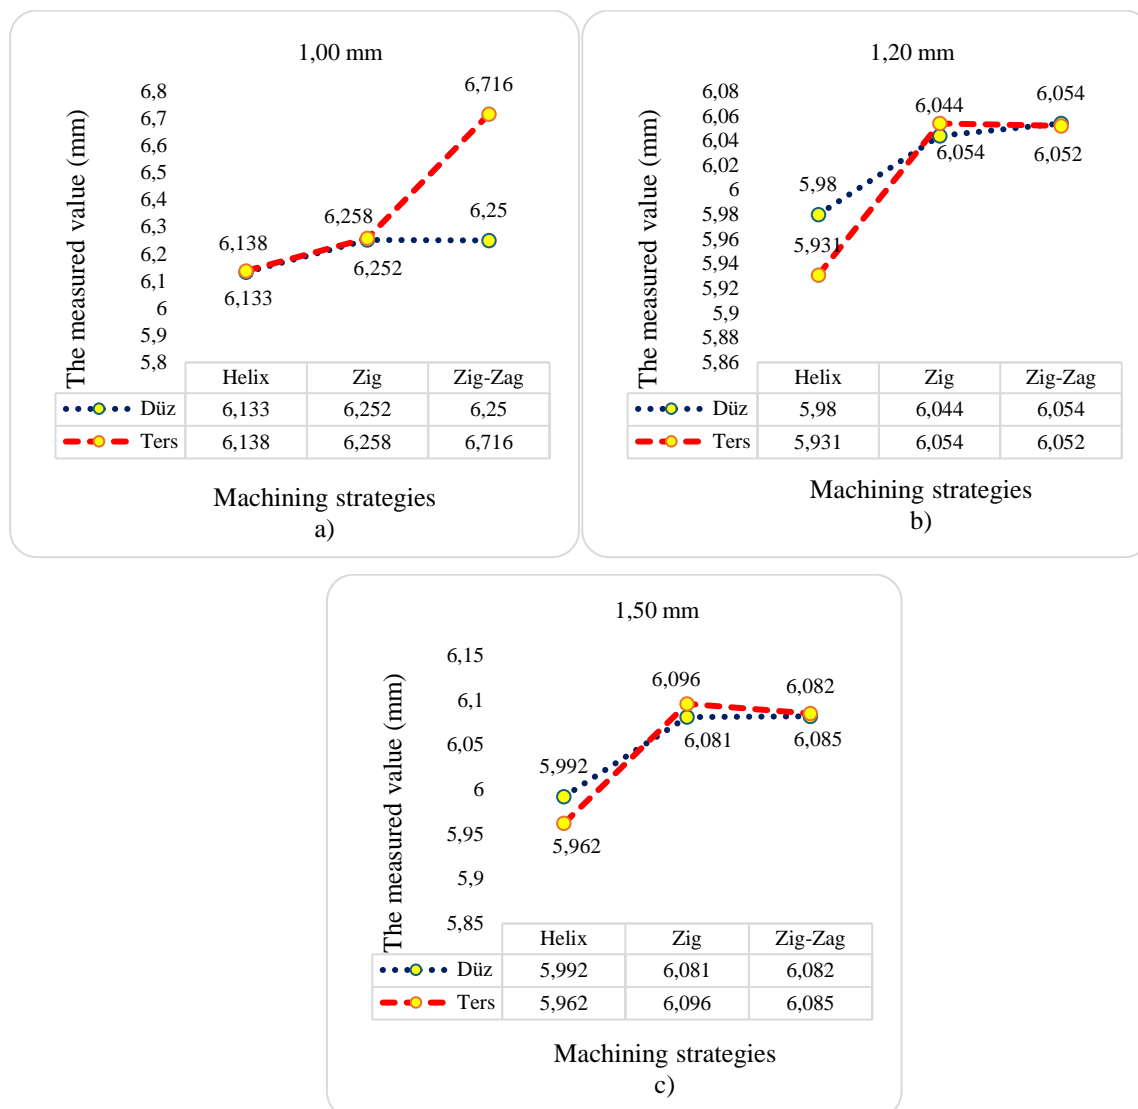 1,00 mm
The measured value (mm)
6,8
6,7
6,6
6,5
6,4
6,3
6,2
6,1
6
5,9
5,8
6,716
6,258
6,25
6,138
6,252
6,133
Helix Zig Zig-Zag
Düz 6,133 6,252 6,25
Ters 6,138 6,258 6,716
Machining strategies
a)
1,20 mm
The measured value (mm)
6,08
6,06
6,04
6,02
6
5,98
5,96
5,94
5,92
5,9
5,88
5,86
6,044
6,054
6,054
6,052
5,98
5,931
Helix Zig Zig-Zag
Düz 5,98 6,044 6,054
Ters 5,931 6,054 6,052
Machining strategies
b)
1,50 mm
The measured value (mm)
6,15
6,1
6,05
6
5,95
5,9
5,85
6,096
6,082
6,081
6,085
5,992
5,962
Helix Zig Zig-Zag
Düz 5,992 6,081 6,082
Ters 5,962 6,096 6,085
Machining strategies
c)